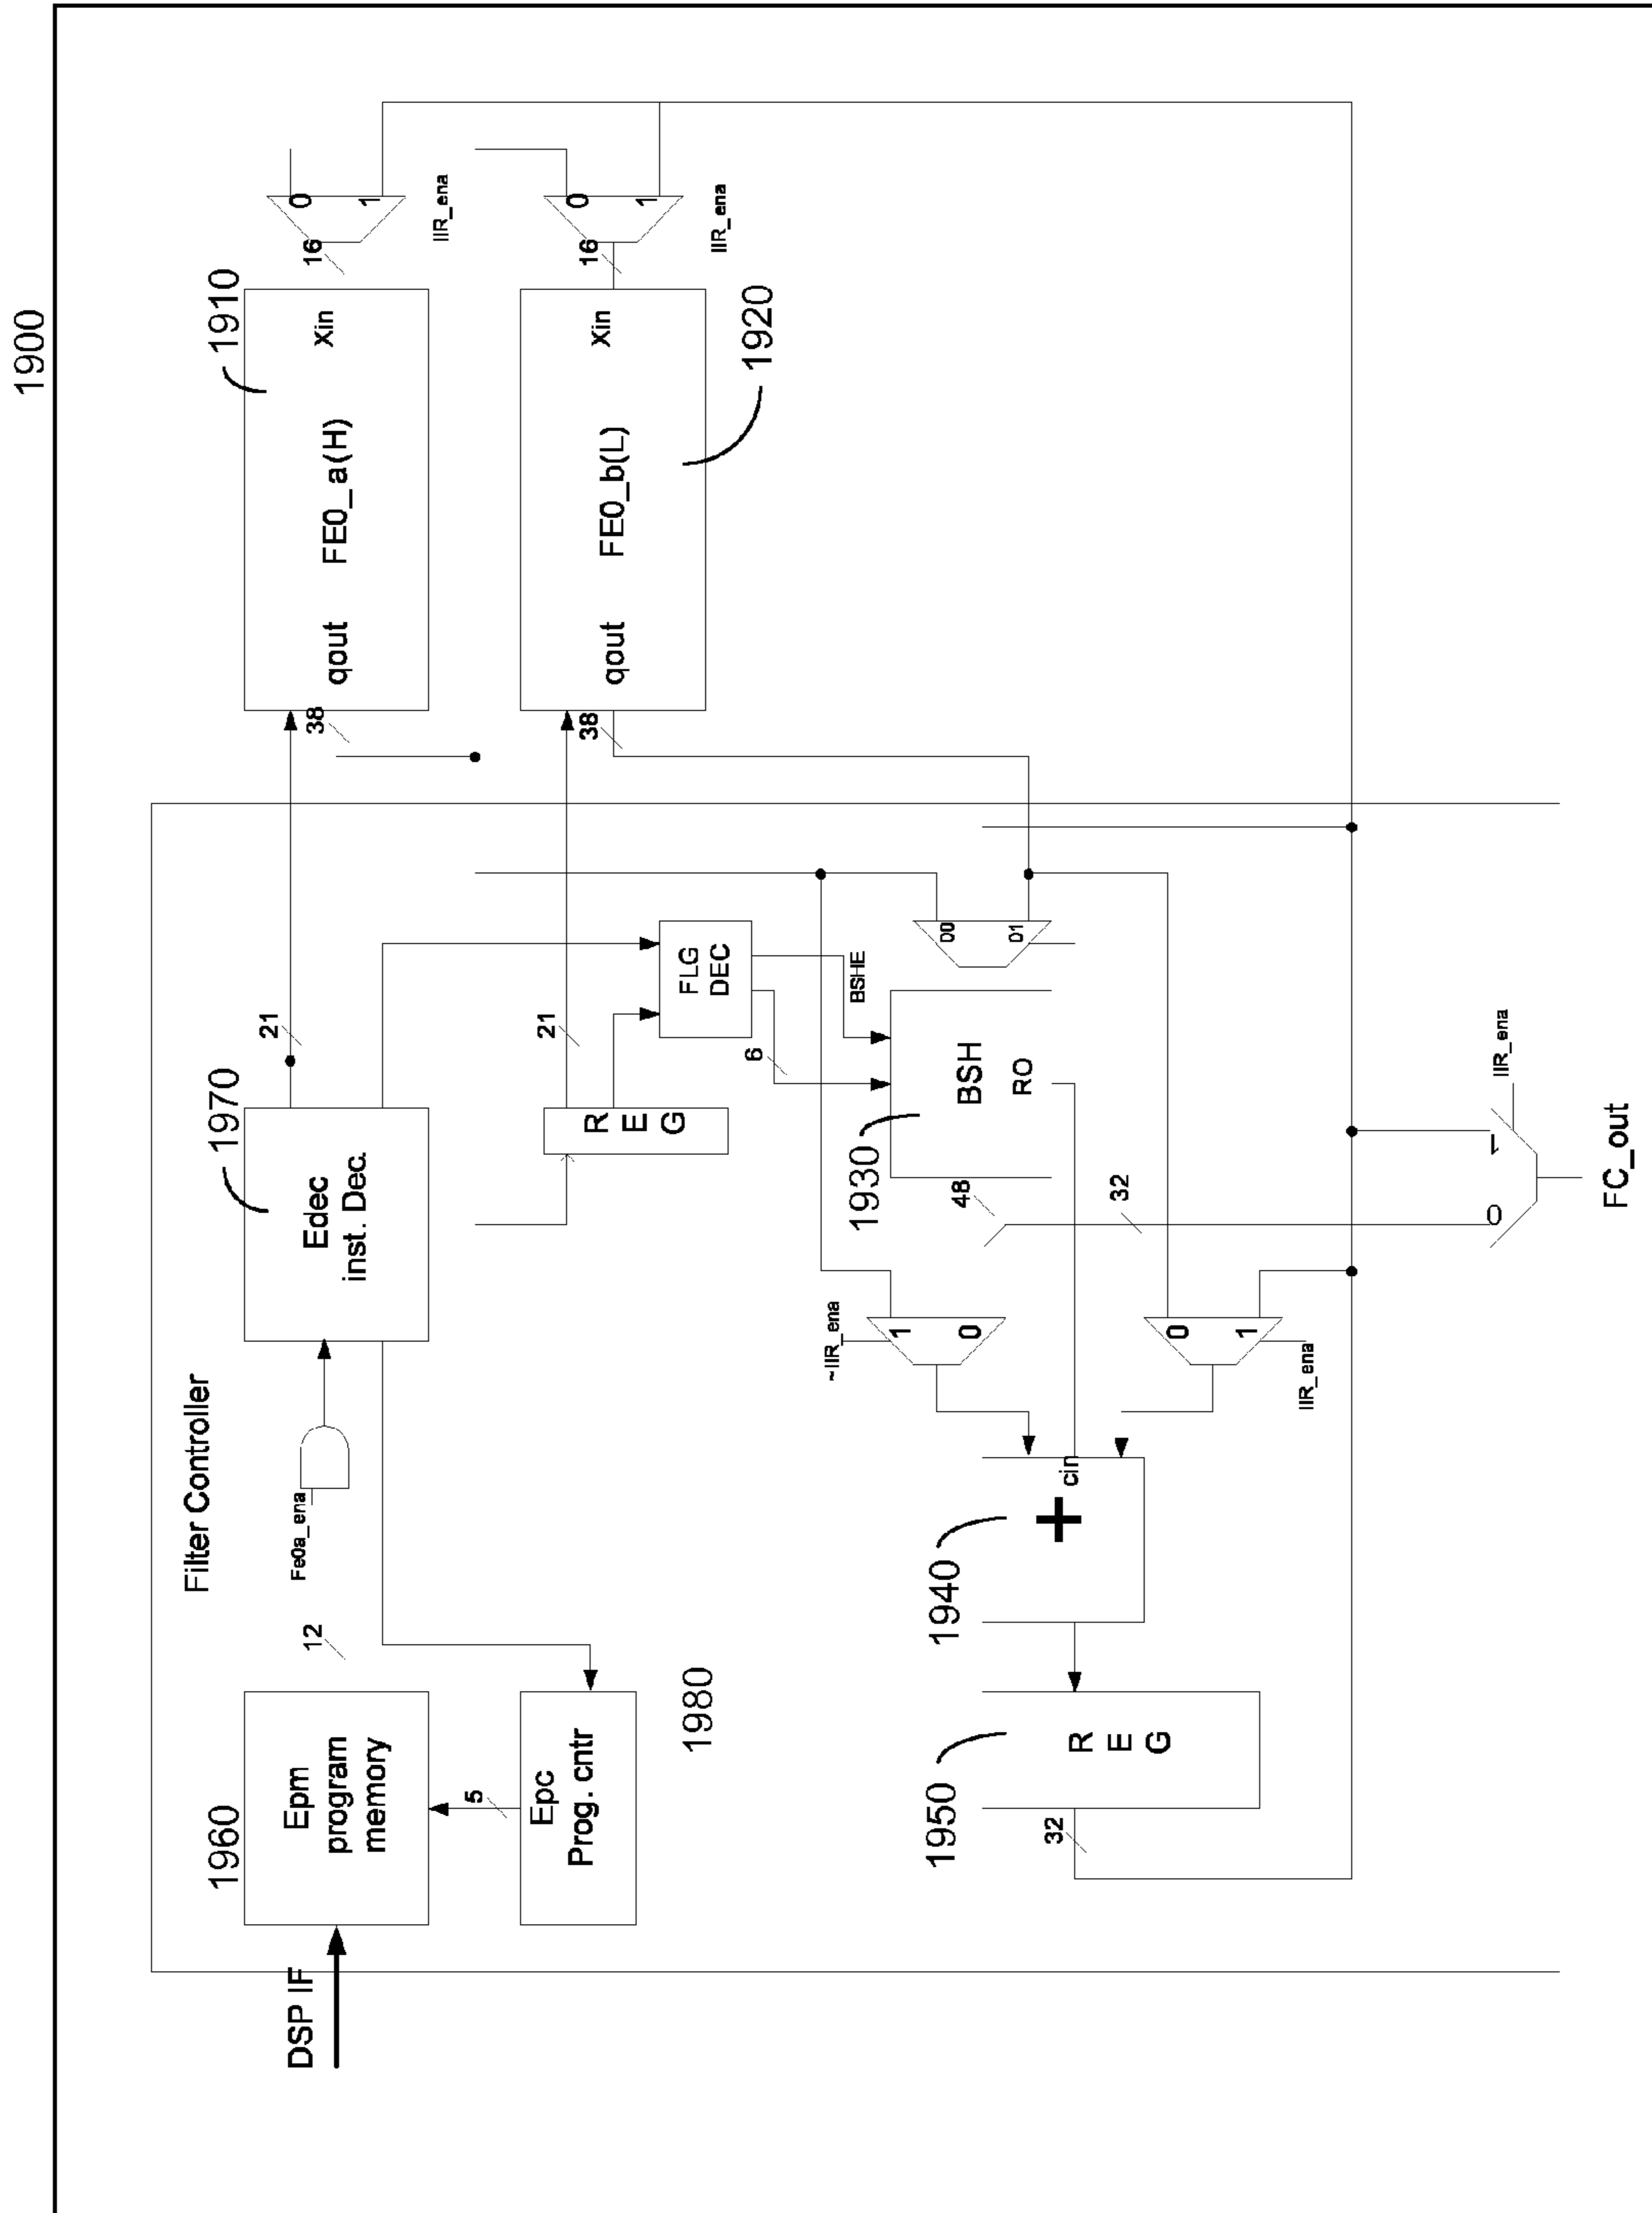 1900
1910
0
1
16
IIR_ena
Xin
FE0_a(H)
qout
38
0
1
16
IIR_ena
1920
Xin
FE0_b(L)
qout
38
Filter Controller
21
1970
Edec
inst. Dec.
Fe0a_ena
12
1960
Epm
program
memory
DSP IF
5
Epc
Prog. cntr
1980
21
R E G
FLG
DEC
6
BSHE
00
01
BSH
RO
1930
48
32
~IIR_ena
1
0
0
1
IIR_ena
cin
+
1940
R E G
1950
32
IIR_ena
1
0
FC_out